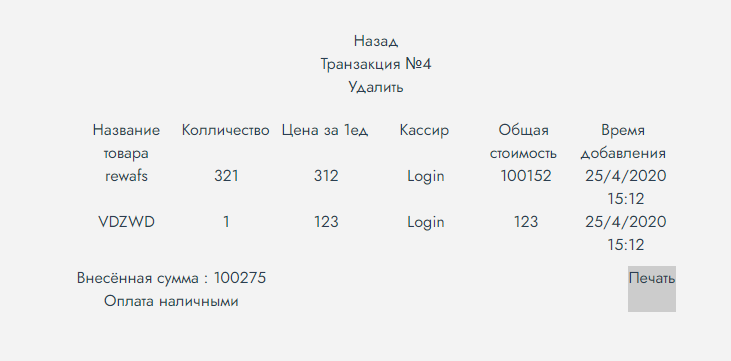 Назад
Транзакция №4
Удалить
Название Колличество Цена за 1ед Кассир Общая Время
товара стоимость добавления
rewafs 321 312 Login 100152 25/4/2020
15:12
VDZWD 1 123 Login 123 25/4/2020
15:12
Внесённая сумма : 100275 Печать
Оплата наличными